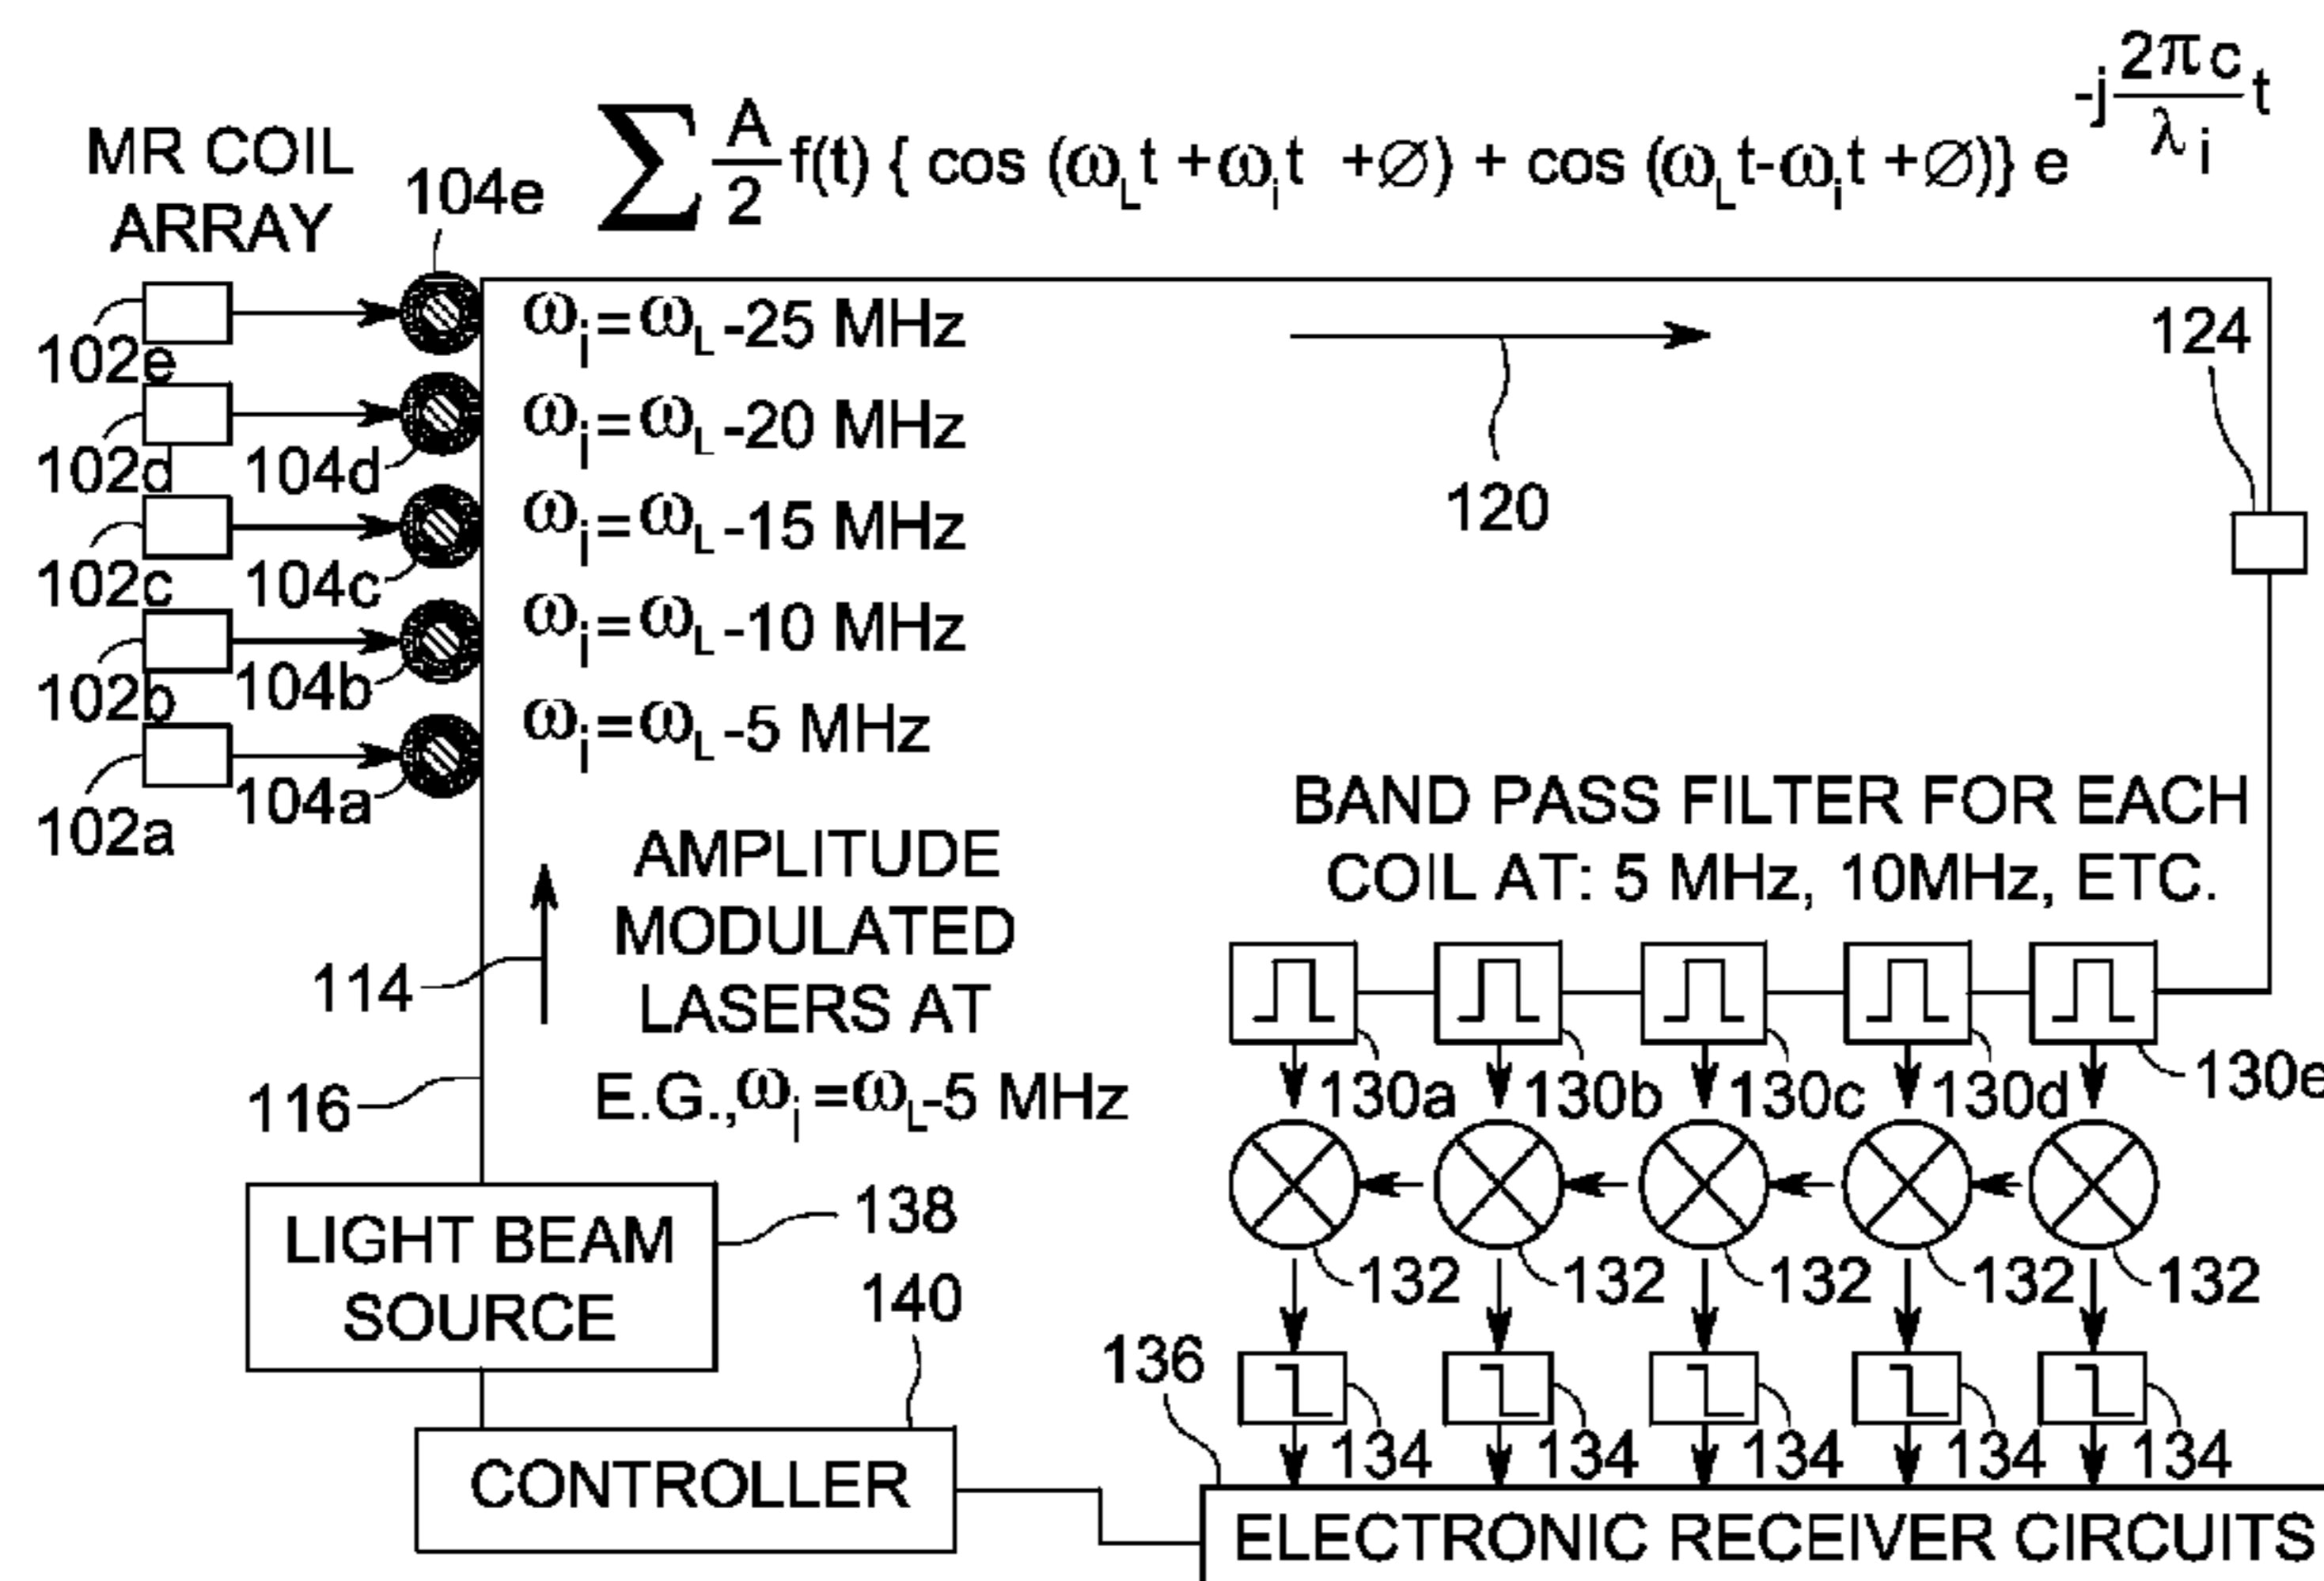 MR COIL
ARRAY
104e
∑ A/2 f(t) { cos (ω_L t +ω_i t +∅) + cos (ω_L t-ω_i t +∅)} e^{-j 2πc/λ_i t}
102e
ω_i=ω_L-25 MHz
124
102d
104d
ω_i=ω_L-20 MHz
120
102c
104c
ω_i=ω_L-15 MHz
102b
104b
ω_i=ω_L-10 MHz
102a
104a
ω_i=ω_L-5 MHz
BAND PASS FILTER FOR EACH
COIL AT: 5 MHz, 10MHz, ETC.
114
AMPLITUDE
MODULATED
LASERS AT
E.G.,ω_i=ω_L-5 MHz
116
130a 130b 130c 130d 130e
LIGHT BEAM
SOURCE
138
132 132 132 132 132
140
CONTROLLER
136
134 134 134 134 134
ELECTRONIC RECEIVER CIRCUITS